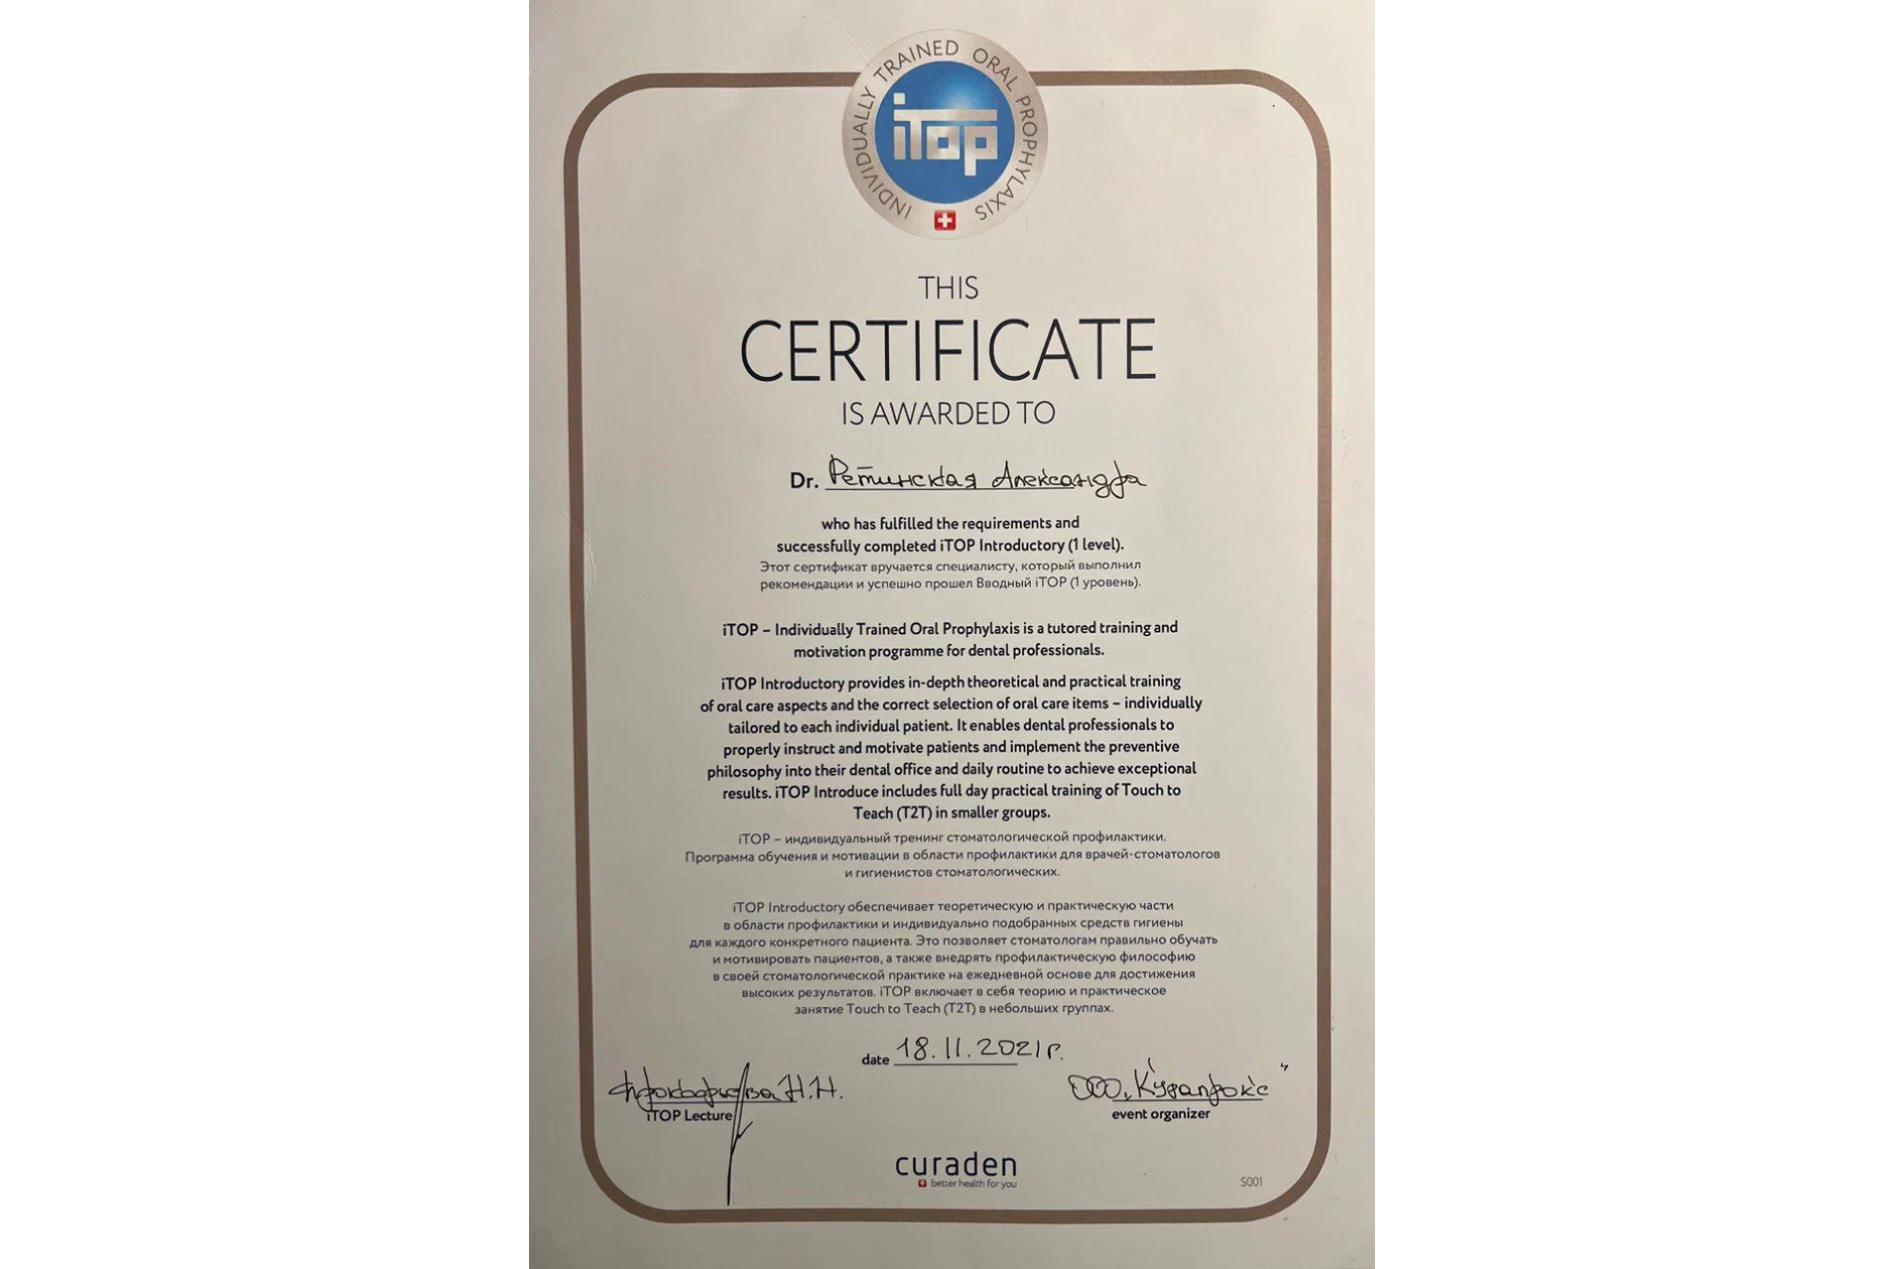 INDIVIDUALLY TRAINED ORAL PROPHYLAXIS
iTOP
THIS
CERTIFICATE
IS AWARDED TO
Dr. Ретинская Александра
who has fulfilled the requirements and
successfully completed iTOP Introductory (1 level).
Этот сертификат вручается специалисту, который выполнил
рекомендации и успешно прошел Вводный iTOP (1 уровень).
iTOP – Individually Trained Oral Prophylaxis is a tutored training and
motivation programme for dental professionals.
iTOP Introductory provides in-depth theoretical and practical training
of oral care aspects and the correct selection of oral care items – individually
tailored to each individual patient. It enables dental professionals to
properly instruct and motivate patients and implement the preventive
philosophy into their dental office and daily routine to achieve exceptional
results. iTOP Introduce includes full day practical training of Touch to
Teach (T2T) in smaller groups.
iTOP – индивидуальный тренинг стоматологической профилактики.
Программа обучения и мотивации в области профилактики для врачей-стоматологов
и гигиенистов стоматологических.
iTOP Introductory обеспечивает теоретическую и практическую части
в области профилактики и индивидуально подобранных средств гигиены
для каждого конкретного пациента. Это позволяет стоматологам правильно обучать
и мотивировать пациентов, а также внедрять профилактическую философию
в своей стоматологической практике на ежедневной основе для достижения
высоких результатов. iTOP включает в себя теорию и практическое
занятие Touch to Teach (T2T) в небольших группах.
date 18.11.2021 г.
Н.Н.
ООО „Курапрокс"
iTOP Lecture
event organizer
curaden
better health for you
S001